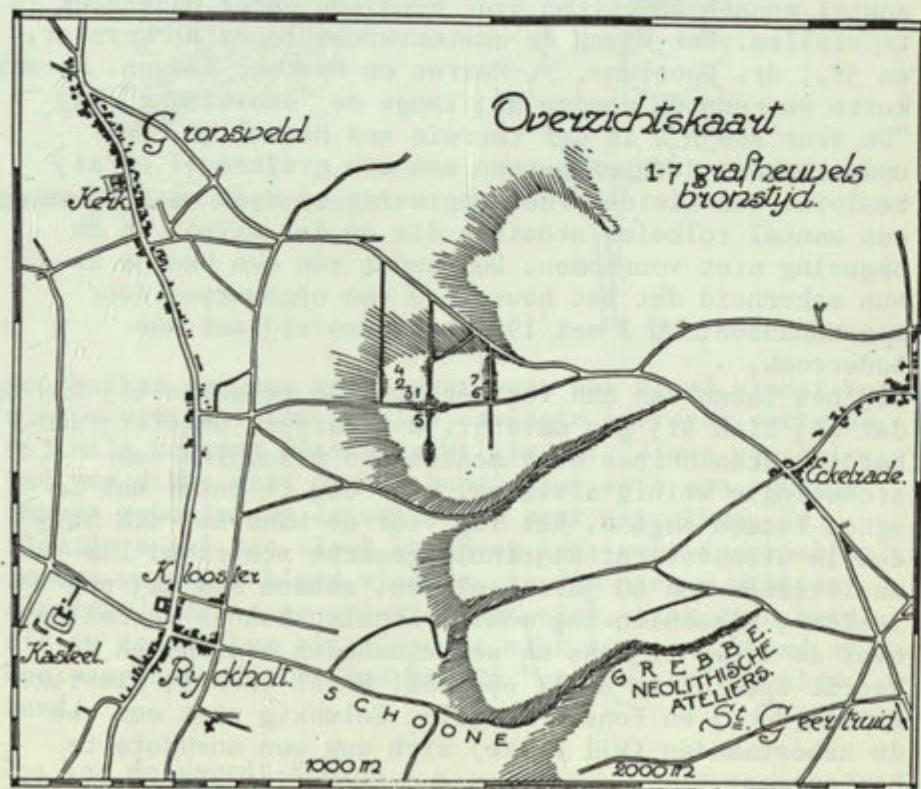 Overzichtskaart
1-7 grafheuvels
bronstijd.
Gronsveld
Kerk
4
2
3
1
5
7
6
Eckelrade.
Klooster
Kasteel.
Ryckholt.
SCHONE
GREBBE.
NEOLITHISCHE
ATELIERS.
St. Geertruid
1000 m
2000 m